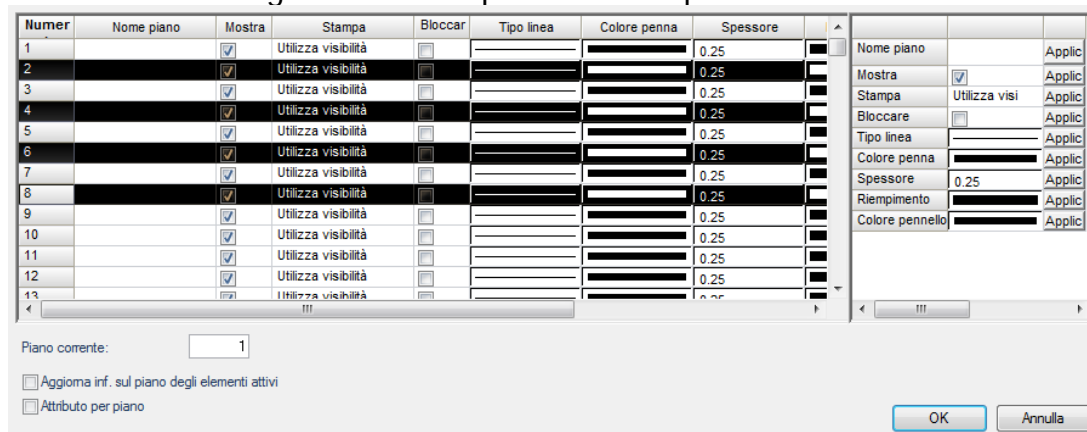 Numer Nome piano Mostra Stampa Bloccar Tipo linea Colore penna Spessore
1 Utilizza visibilità 0.25
2 Utilizza visibilità 0.25
3 Utilizza visibilità 0.25
4 Utilizza visibilità 0.25
5 Utilizza visibilità 0.25
6 Utilizza visibilità 0.25
7 Utilizza visibilità 0.25
8 Utilizza visibilità 0.25
9 Utilizza visibilità 0.25
10 Utilizza visibilità 0.25
11 Utilizza visibilità 0.25
12 Utilizza visibilità 0.25
13 Utilizza visibilità 0.25
Nome piano Applic
Mostra Applic
Stampa Utilizza visi Applic
Bloccare Applic
Tipo linea Applic
Colore penna Applic
Spessore 0.25 Applic
Riempimento Applic
Colore pennello Applic
Piano corrente: 1
Aggiorna inf. sul piano degli elementi attivi
Attributo per piano
OK Annulla